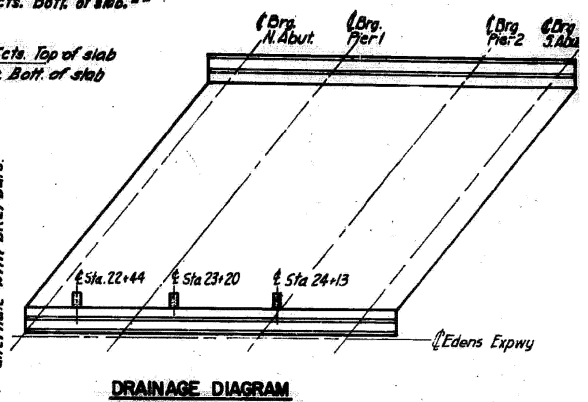 cts. Bott. of slab.
℄ Brg.
N. Abut.
℄ Brg.
Pier 1
℄ Brg
Pier-2
℄ Brg
S. Abut
Cts. Top of slab
Bott. of slab
℄ Sta. 22+44
℄ Sta 23+20
℄ Sta 24+13
℄ Edens Expwy
DRAINAGE DIAGRAM